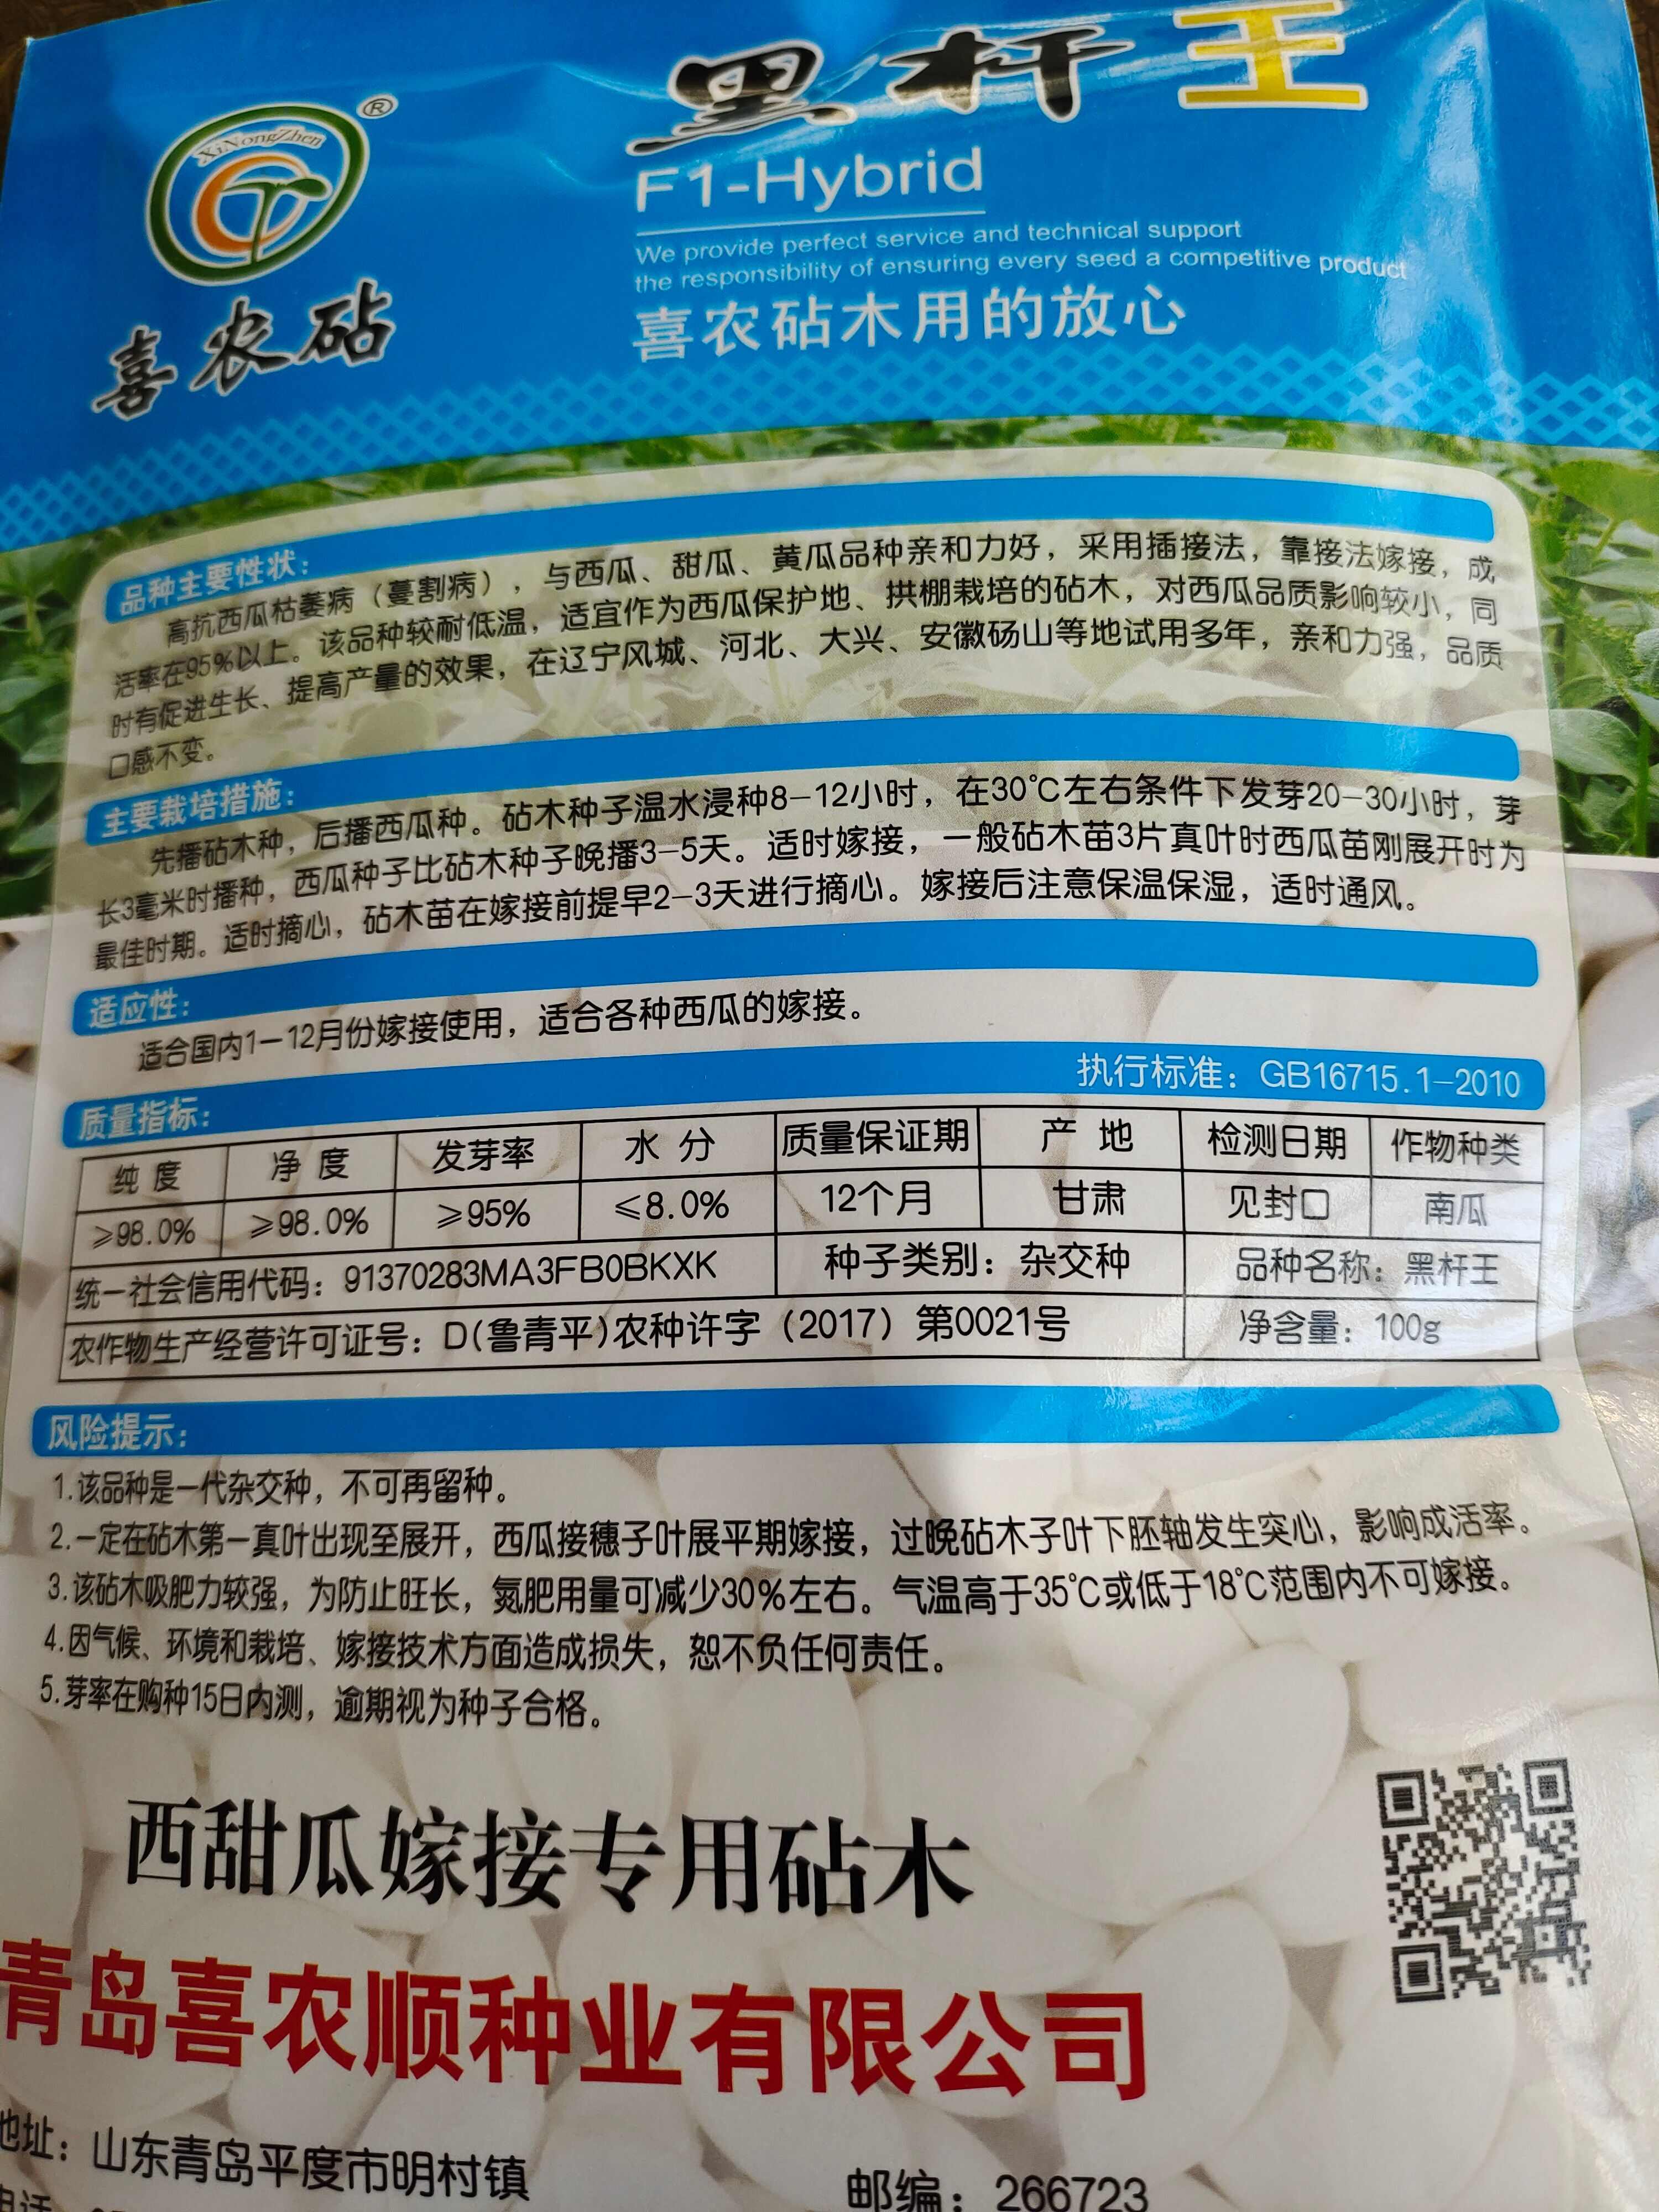 黑杆王
XiNongZhen
®
F1-Hybrid
We provide perfect service and technical support
the responsibility of ensuring every seed a competitive product
喜农砧
喜农砧木用的放心
品种主要性状：
高抗西瓜枯萎病（蔓割病），与西瓜、甜瓜、黄瓜品种亲和力好，采用插接法，靠接法嫁接，成
活率在95%以上。该品种较耐低温，适宜作为西瓜保护地、拱棚栽培的砧木，对西瓜品质影响较小，同
时有促进生长、提高产量的效果，在辽宁风城、河北、大兴、安徽砀山等地试用多年，亲和力强，品质
口感不变。
主要栽培措施：
先播砧木种，后播西瓜种。砧木种子温水浸种8-12小时，在30℃左右条件下发芽20-30小时，芽
长3毫米时播种，西瓜种子比砧木种子晚播3-5天。适时嫁接，一般砧木苗3片真叶时西瓜苗刚展开时为
最佳时期。适时摘心，砧木苗在嫁接前提早2-3天进行摘心。嫁接后注意保温保湿，适时通风。
适应性：
适合国内1-12月份嫁接使用，适合各种西瓜的嫁接。
质量指标： 执行标准：GB16715.1-2010
纯度 净度 发芽率 水分 质量保证期 产地 检测日期 作物种类
≥98.0% ≥98.0% ≥95% ≤8.0% 12个月 甘肃 见封口 南瓜
统一社会信用代码：91370283MA3FB0BKXK 种子类别：杂交种 品种名称：黑杆王
农作物生产经营许可证号：D(鲁青平)农种许字（2017）第0021号 净含量：100g
风险提示：
1.该品种是一代杂交种，不可再留种。
2.一定在砧木第一真叶出现至展开，西瓜接穗子叶展平期嫁接，过晚砧木子叶下胚轴发生突心，影响成活率。
3.该砧木吸肥力较强，为防止旺长，氮肥用量可减少30%左右。气温高于35℃或低于18℃范围内不可嫁接。
4.因气候、环境和栽培、嫁接技术方面造成损失，恕不负任何责任。
5.芽率在购种15日内测，逾期视为种子合格。
西甜瓜嫁接专用砧木
青岛喜农顺种业有限公司
地址：山东青岛平度市明村镇
邮编：266723